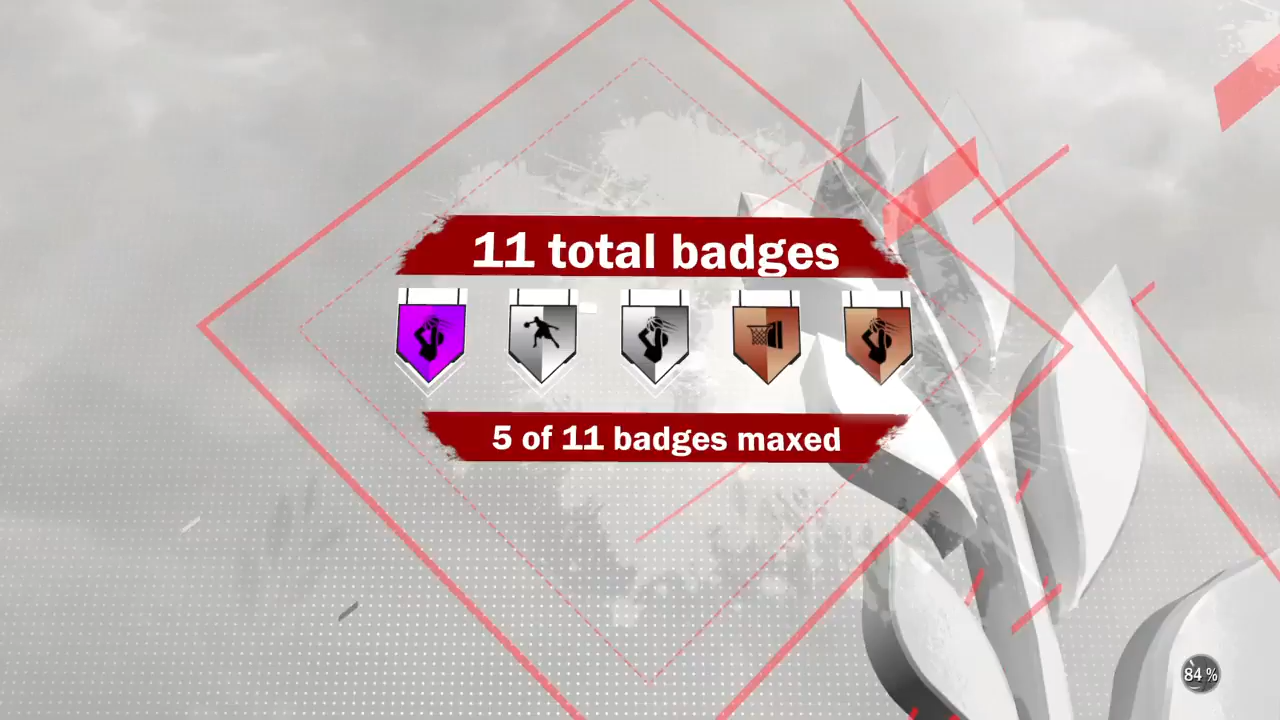 11 total badges
5 of 11 badges maxed
84 %